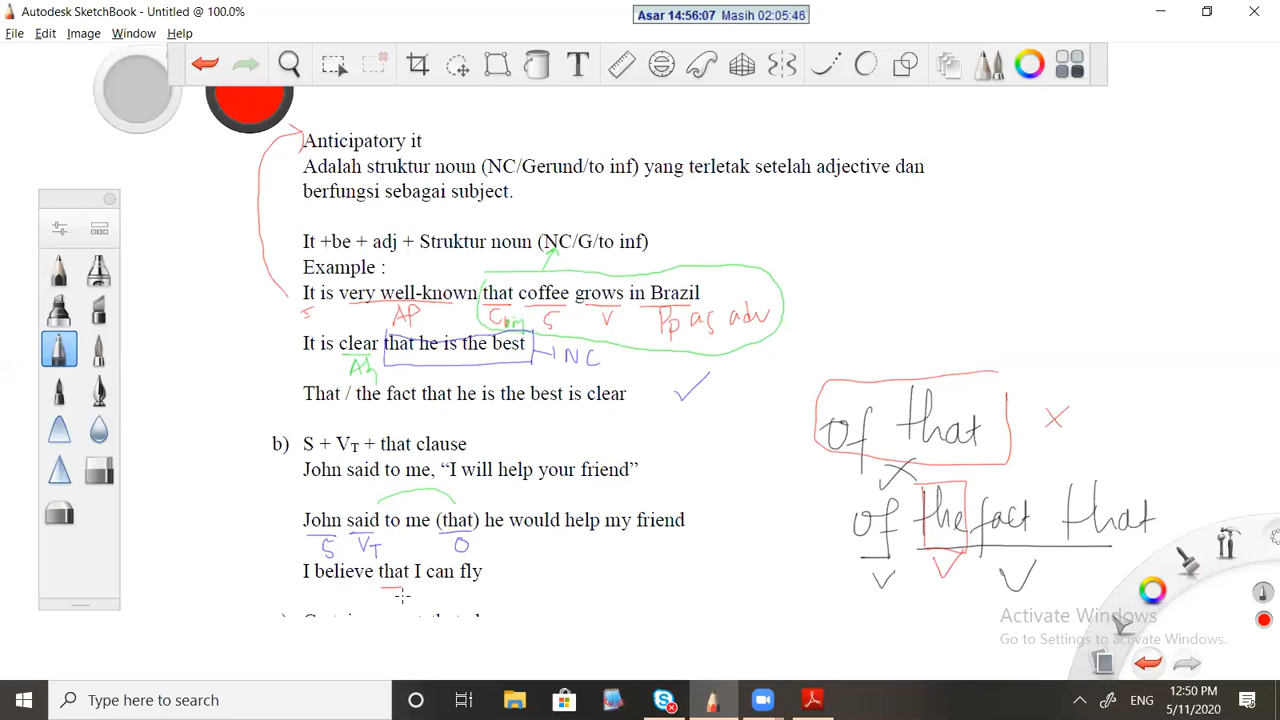 Autodesk SketchBook - Untitled @ 100.0%
Asar 14:56:07 Masih 02:05:46
File Edit Image Window Help
T
Anticipatory it
Adalah struktur noun (NC/Gerund/to inf) yang terletak setelah adjective dan
berfungsi sebagai subject.
It +be + adj + Struktur noun (NC/G/to inf)
Example :
It is very well-known that coffee grows in Brazil
S AP Conj S V Pp as adv
It is clear that he is the best
NC
That / the fact that he is the best is clear
of that
b) S + VT + that clause
John said to me, “I will help your friend”
of the fact that
John said to me (that) he would help my friend
S VT O
I believe that I can fly
Activate Windows
Go to Settings to activate Windows.
Type here to search
ENG
12:50 PM
5/11/2020